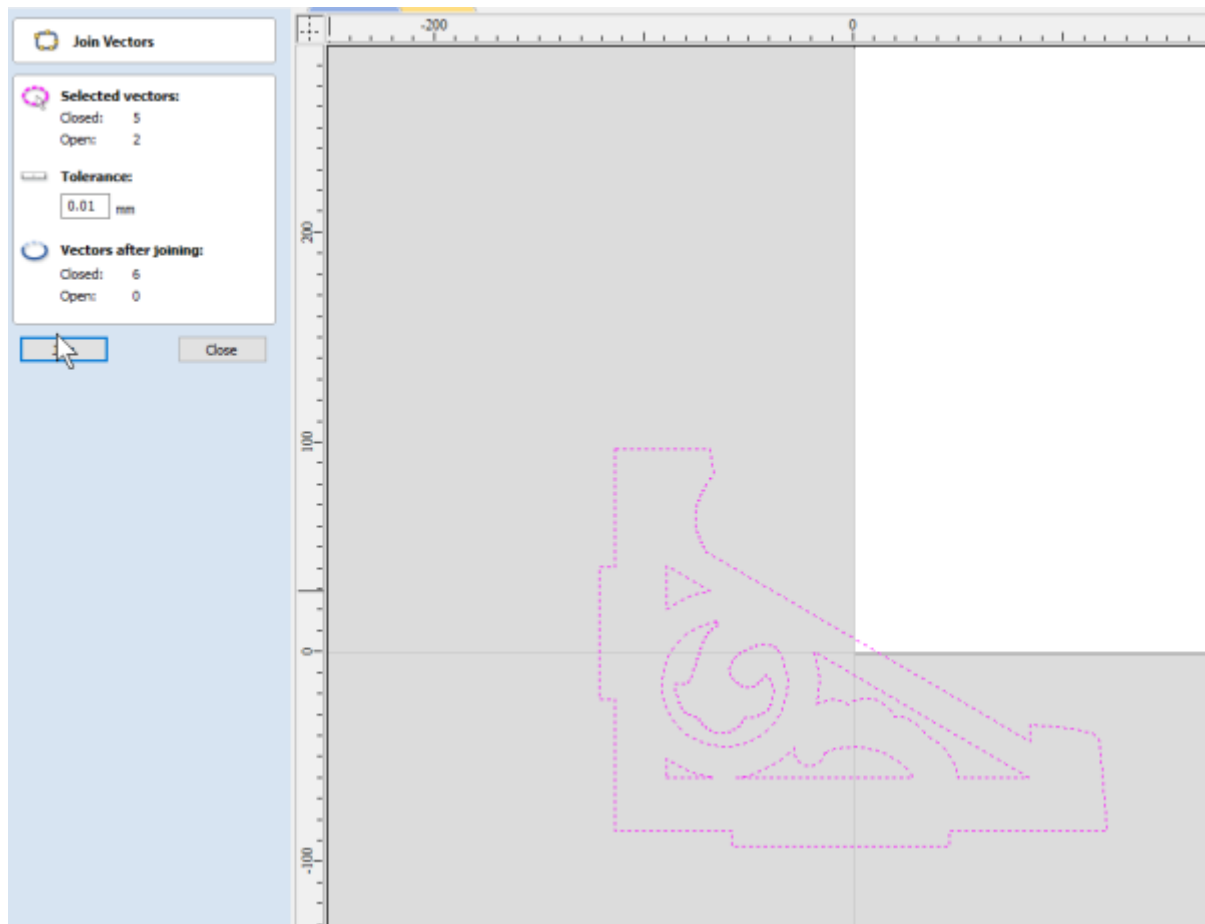 Join Vectors
Selected vectors:
Closed: 5
Open: 2
Tolerance:
0.01 mm
Vectors after joining:
Closed: 6
Open: 0
Close
-200
0
200
100
0
-100